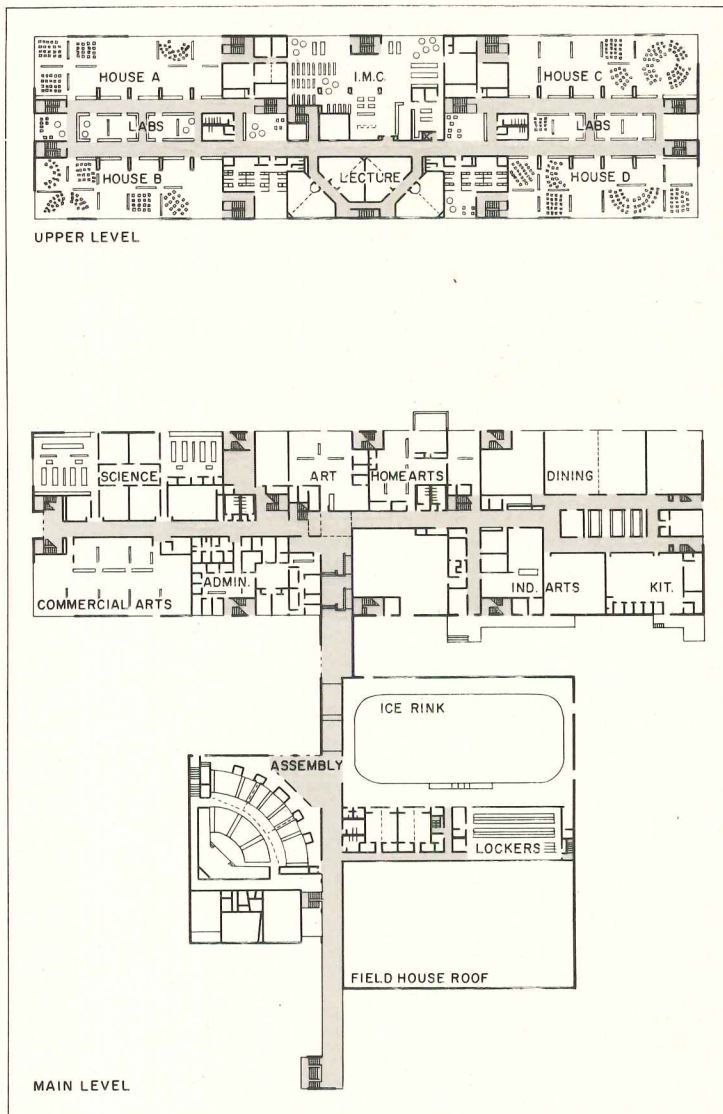 HOUSE A
I.M.C.
HOUSE C
LABS
LABS
HOUSE B
LECTURE
HOUSE D
UPPER LEVEL
SCIENCE
ART
HOME ARTS
DINING
COMMERCIAL ARTS
ADMIN.
IND. ARTS
KIT.
ICE RINK
ASSEMBLY
LOCKERS
FIELD HOUSE ROOF
MAIN LEVEL